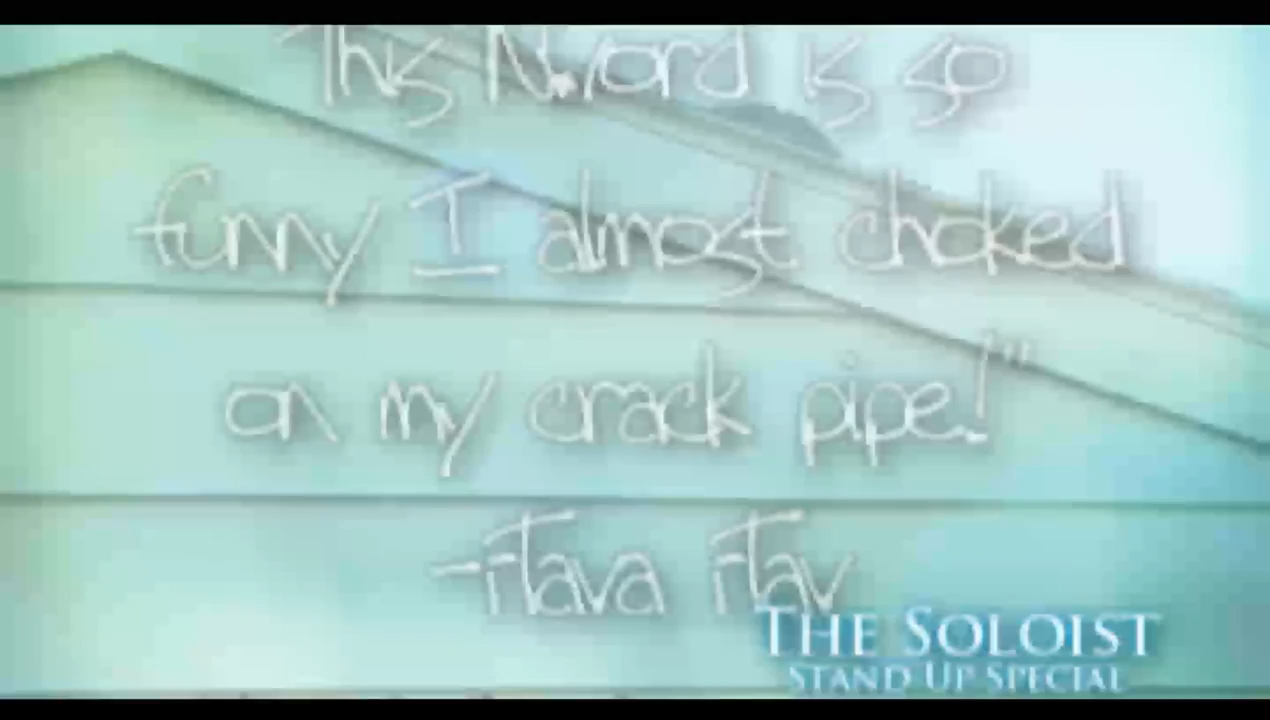 This N.word is so
funny I almost choked
on my crack pipe!"
-Flava Flav
THE SOLOIST
STAND UP SPECIAL